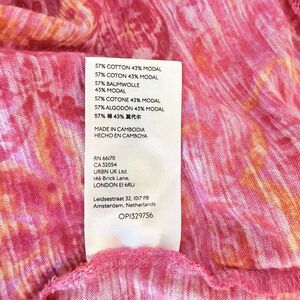 57% COTTON 43% MODAL
57% COTON 43% MODAL
57% BAUMWOLLE
43% MODAL
57% COTONE 43% MODAL
57% ALGODÓN 43% MODAL
57% 棉 43% 莫代尔
MADE IN CAMBODIA
HECHO EN CAMBOYA
RN 66170
CA 32054
URBN UK Ltd.
146 Brick Lane,
LONDON E1 6RU
Leidsestraat 32, 1017 PB
Amsterdam, Netherlands
OP1329756